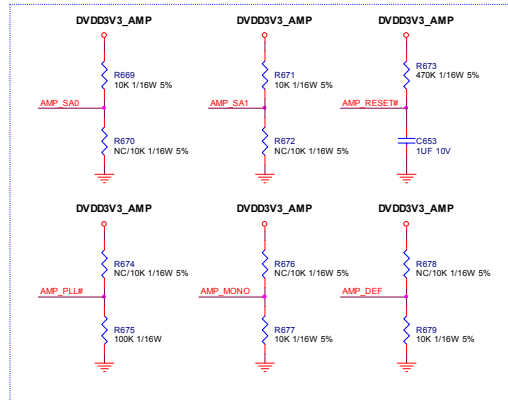 DVDD3V3_AMP
DVDD3V3_AMP
DVDD3V3_AMP
R669
10K 1/16W 5%
R671
10K 1/16W 5%
R673
470K 1/16W 5%
AMP_SA0
AMP_SA1
AMP_RESET#
R670
NC/10K 1/16W 5%
R672
NC/10K 1/16W 5%
C653
1UF 10V
DVDD3V3_AMP
DVDD3V3_AMP
DVDD3V3_AMP
R674
NC/10K 1/16W 5%
R676
NC/10K 1/16W 5%
R678
NC/10K 1/16W 5%
AMP_PLL#
AMP_MONO
AMP_DEF
R675
100K 1/16W
R677
10K 1/16W 5%
R679
10K 1/16W 5%